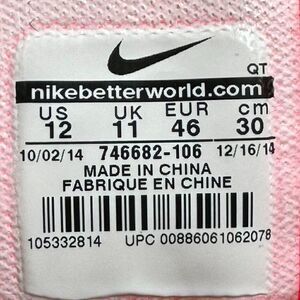 QT
nikebetterworld.com
US UK EUR cm
12 11 46 30
10/02/14 746682-106 12/16/14
MADE IN CHINA
FABRIQUE EN CHINE
105332814 UPC 00886061062078